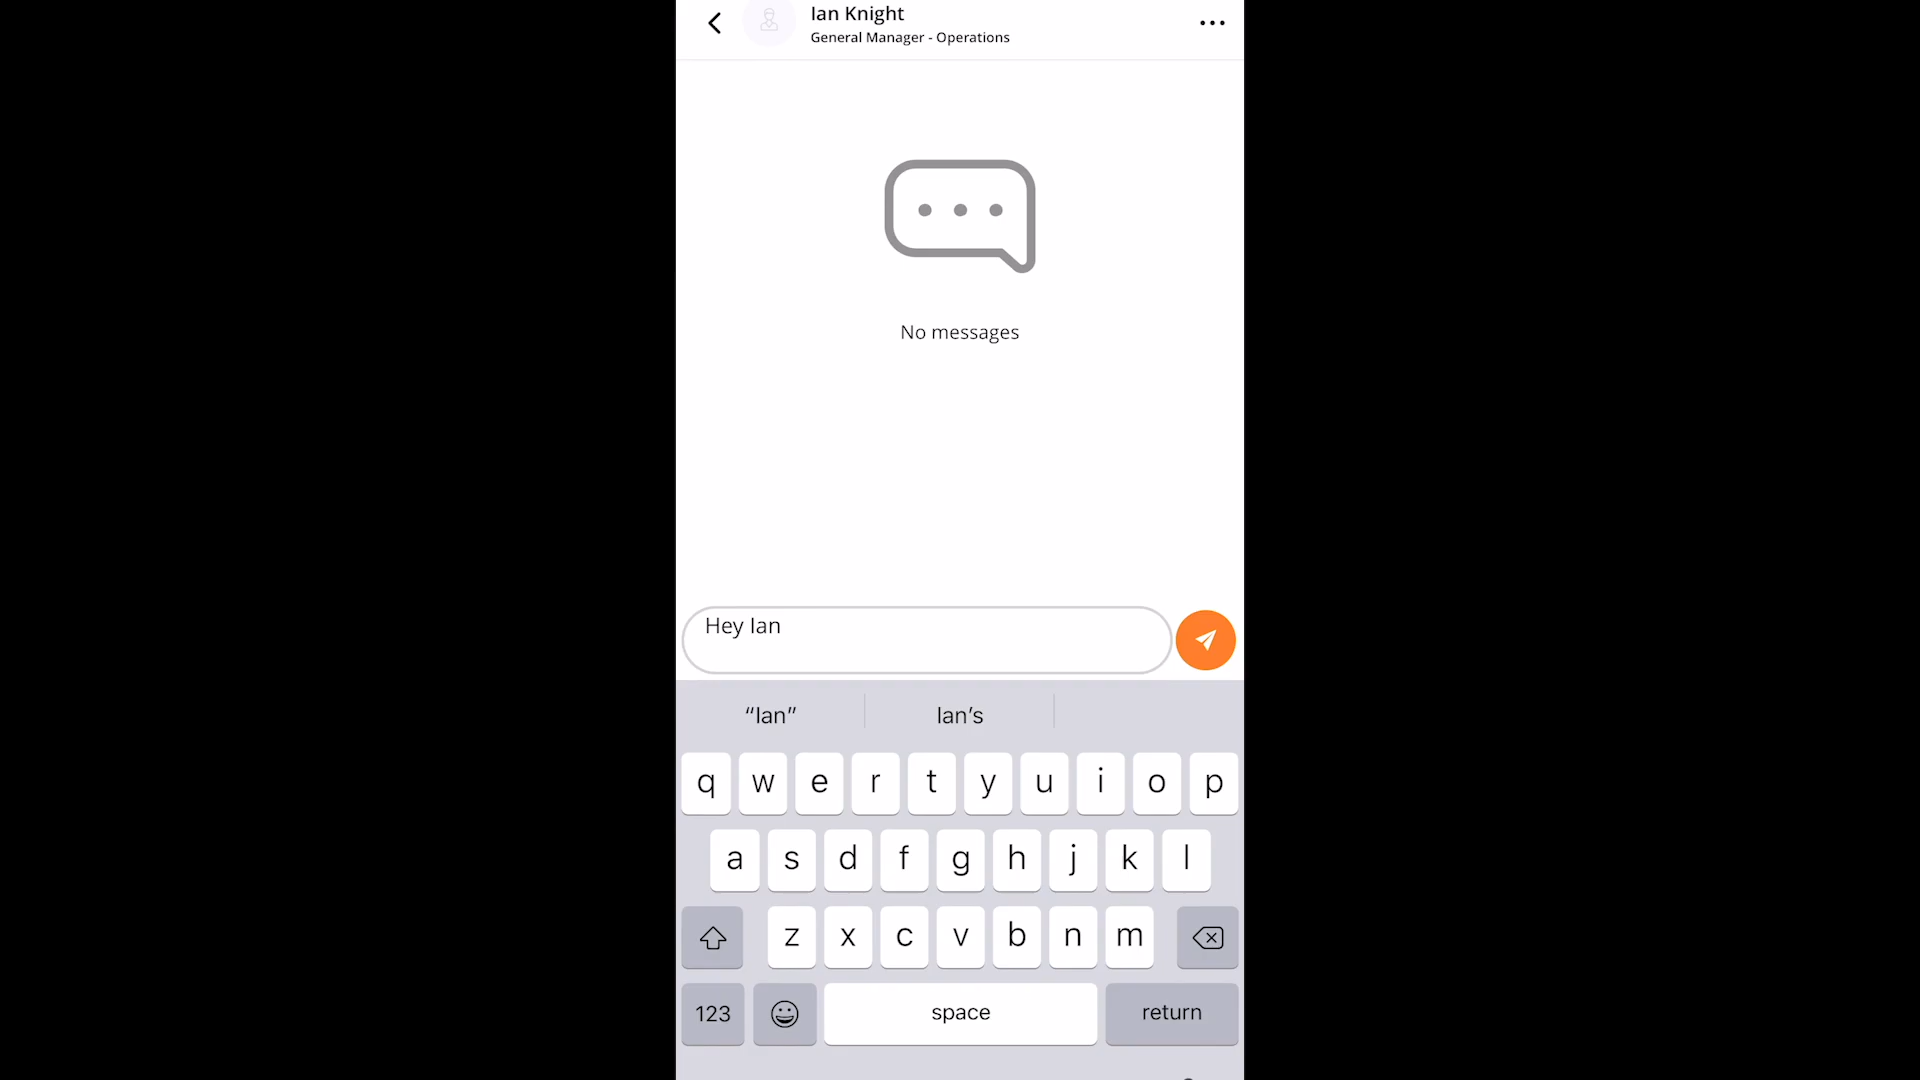 Ian Knight
General Manager - Operations
No messages
Hey Ian
“Ian” Ian’s
q w e r t y u i o p
a s d f g h j k l
z x c v b n m
123 space return